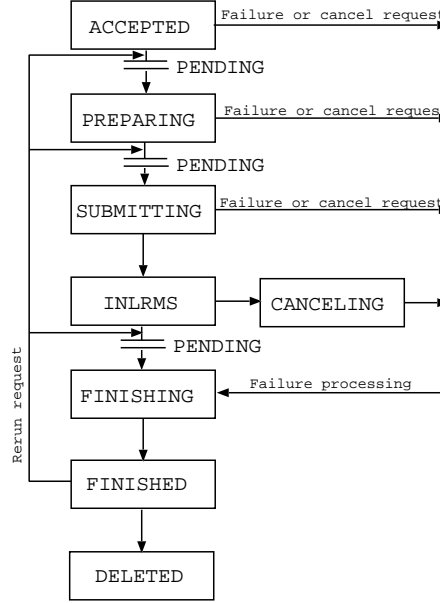 ACCEPTED
Failure or cancel request
PENDING
PREPARING
Failure or cancel reques
PENDING
SUBMITTING
Failure or cancel request
INLRMS
CANCELING
PENDING
FINISHING
Failure processing
Rerun request
FINISHED
DELETED